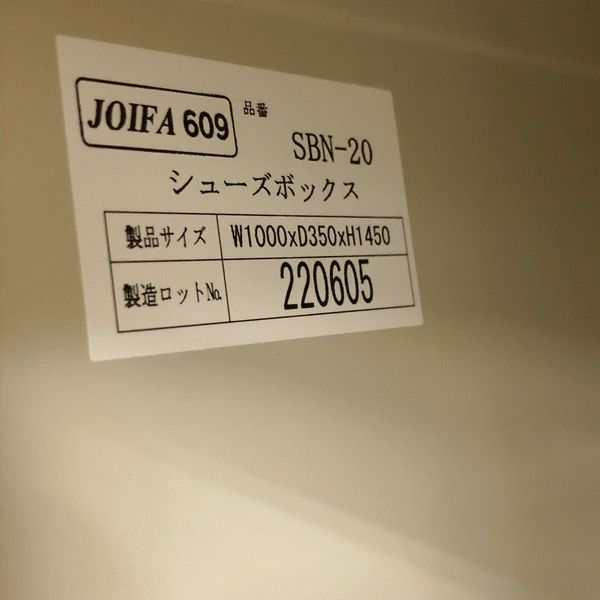 JOIFA 609
品番
SBN-20
シューズボックス
製品サイズ W1000xD350xH1450
製造ロット№ 220605